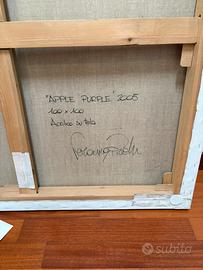 "APPLE PURPLE" 2005
100 x 100
Acrilico su tela
subito